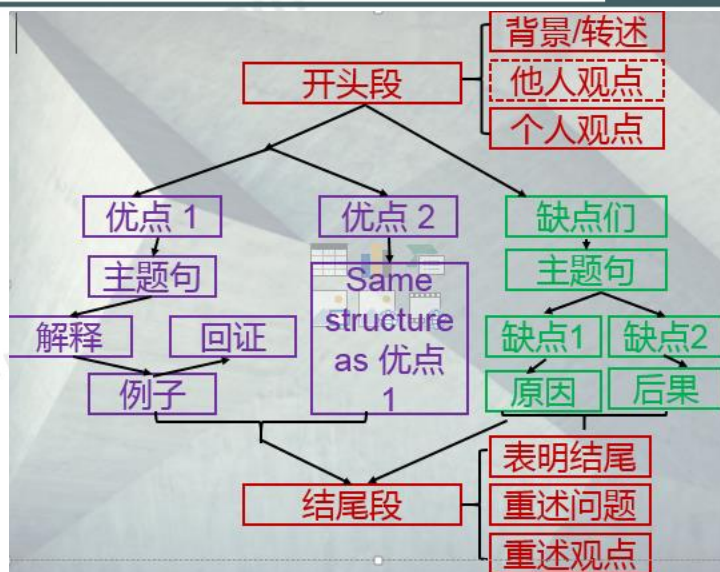 背景/转述
开头段
他人观点
个人观点
优点 1
优点 2
缺点们
主题句
Same
structure
as 优点
1
主题句
解释
回证
例子
缺点1
缺点2
原因
后果
表明结尾
结尾段
重述问题
重述观点